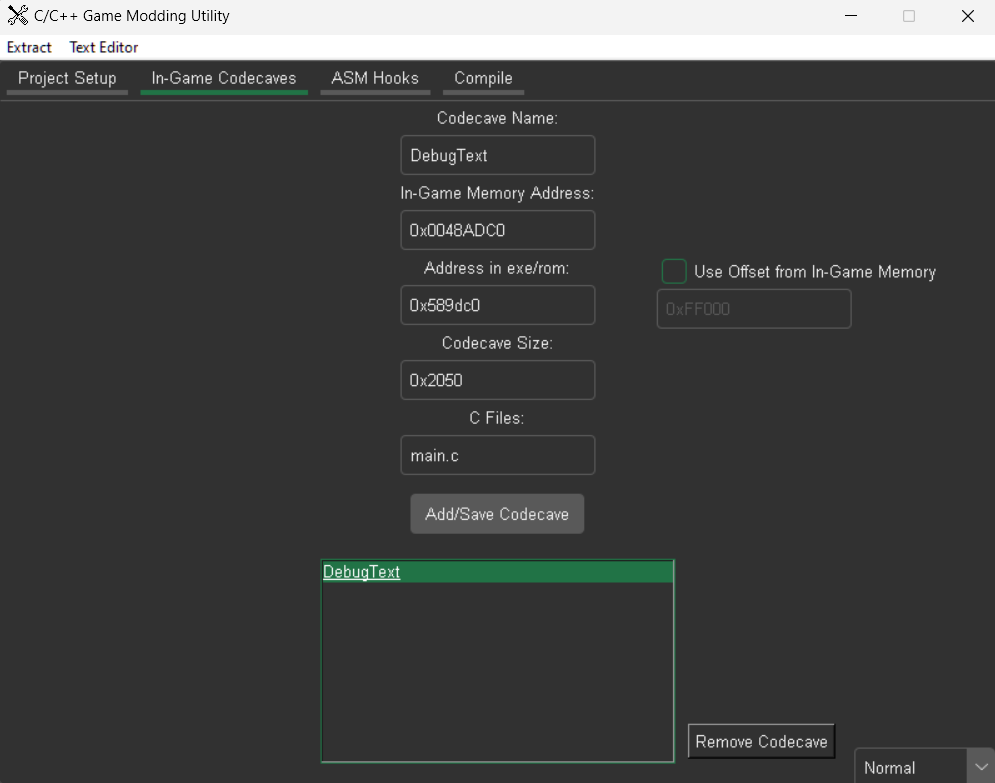 C/C++ Game Modding Utility
Extract Text Editor
Project Setup In-Game Codecaves ASM Hooks Compile
Codecave Name:
DebugText
In-Game Memory Address:
0x0048ADC0
Address in exe/rom:
Use Offset from In-Game Memory
0x589dc0
0xFF000
Codecave Size:
0x2050
C Files:
main.c
Add/Save Codecave
DebugText
Remove Codecave
Normal